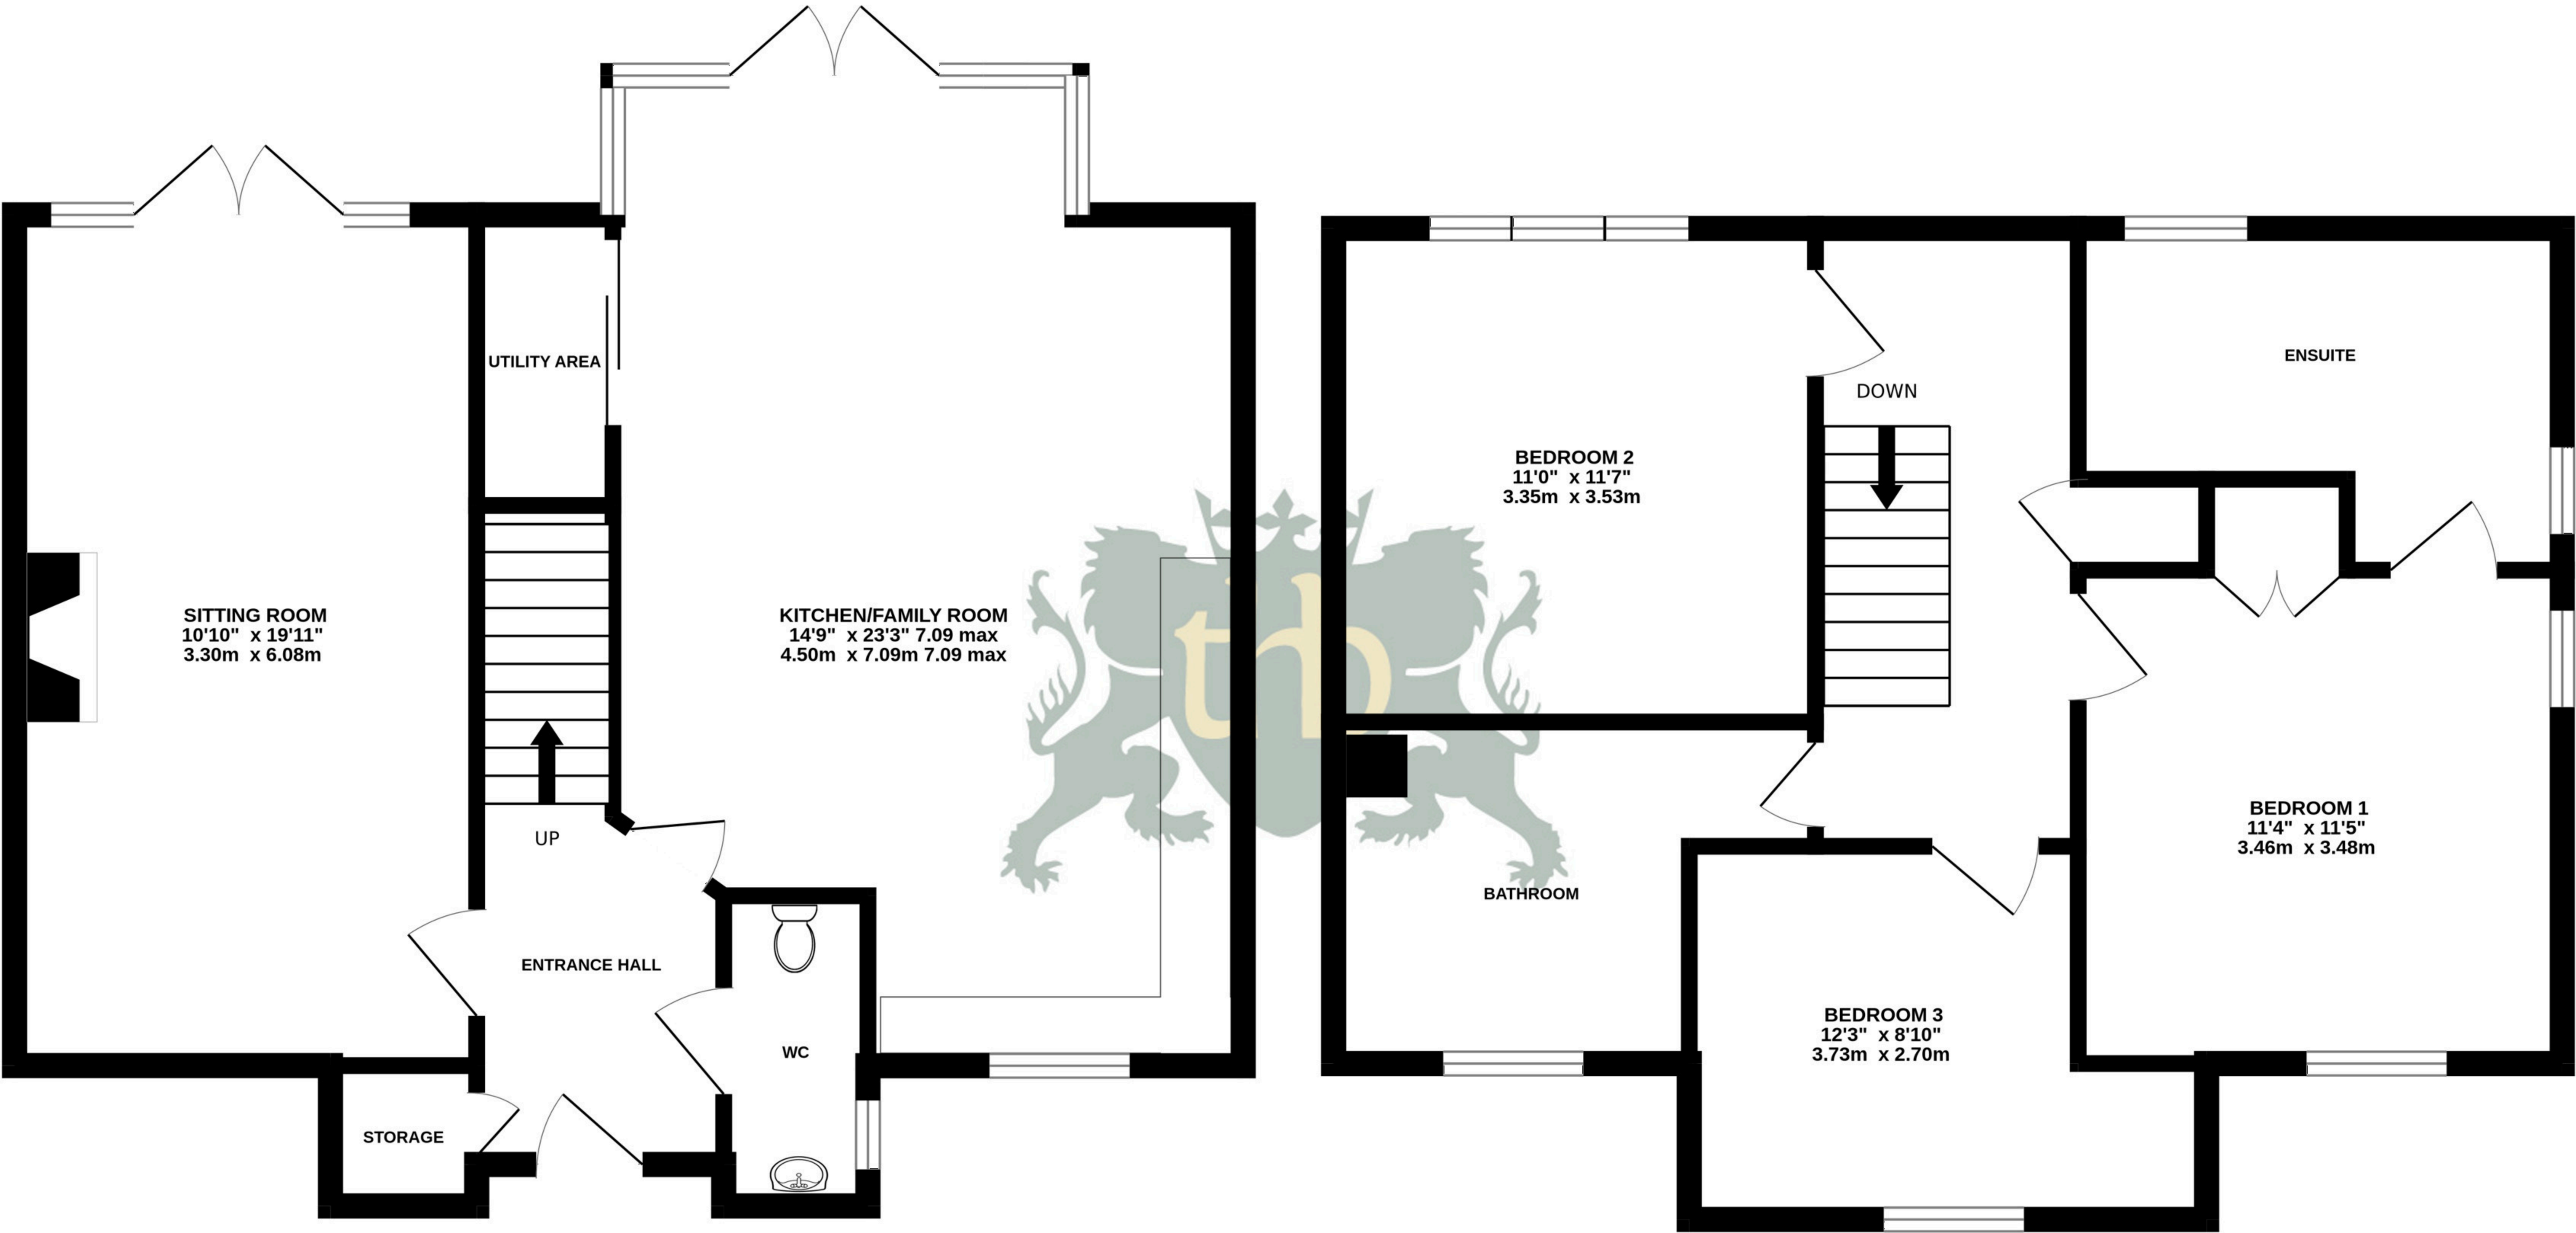 UTILITY AREA
SITTING ROOM
10'10" x 19'11"
3.30m x 6.08m
KITCHEN/FAMILY ROOM
14'9" x 23'3" 7.09 max
4.50m x 7.09m 7.09 max
UP
ENTRANCE HALL
WC
STORAGE
thb
ENSUITE
DOWN
BEDROOM 2
11'0" x 11'7"
3.35m x 3.53m
BEDROOM 1
11'4" x 11'5"
3.46m x 3.48m
BATHROOM
BEDROOM 3
12'3" x 8'10"
3.73m x 2.70m